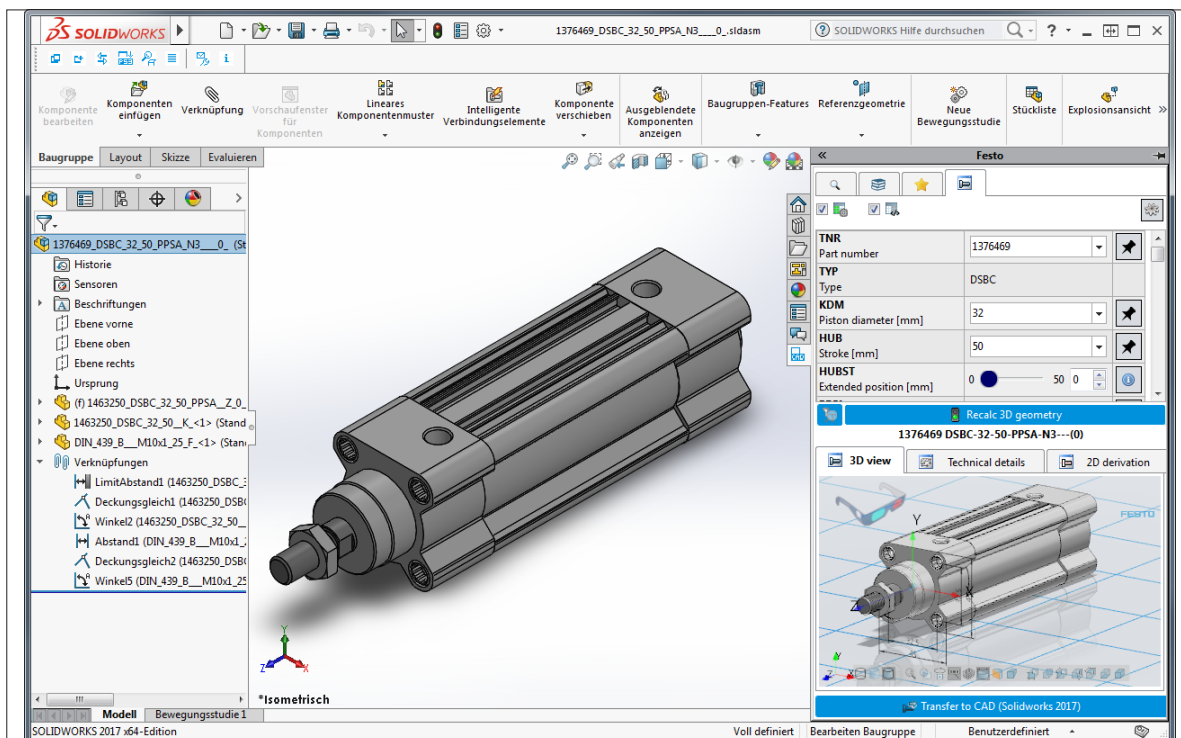 SOLIDWORKS
1376469_DSBC_32_50_PPSA_N3___0_.sldasm
SOLIDWORKS Hilfe durchsuchen
Komponente bearbeiten
Komponenten einfügen
Verknüpfung
Vorschaufenster für Komponenten
Lineares Komponentenmuster
Intelligente Verbindungselemente
Komponente verschieben
Ausgeblendete Komponenten anzeigen
Baugruppen-Features
Referenzgeometrie
Neue Bewegungsstudie
Stückliste
Explosionsansicht
Baugruppe Layout Skizze Evaluieren
Festo
1376469_DSBC_32_50_PPSA_N3___0_ (St
Historie
Sensoren
Beschriftungen
Ebene vorne
Ebene oben
Ebene rechts
Ursprung
(f) 1463250_DSBC_32_50_PPSA__Z_0_
1463250_DSBC_32_50__K_<1> (Stand
DIN_439_B___M10x1_25_F_<1> (Stan
Verknüpfungen
LimitAbstand1 (1463250_DSBC_3
Deckungsgleich1 (1463250_DSB
Winkel2 (1463250_DSBC_32_50_
Abstand1 (DIN_439_B___M10x1_
Deckungsgleich2 (1463250_DSB
Winkel5 (DIN_439_B___M10x1_25
Y
Z
X
*Isometrisch
TNR
Part number
1376469
TYP
Type
DSBC
KDM
Piston diameter [mm]
32
HUB
Stroke [mm]
50
HUBST
Extended position [mm]
0 50 0
Recalc 3D geometry
1376469 DSBC-32-50-PPSA-N3---(0)
3D view Technical details 2D derivation
FESTO
Y
X
Z
Y
Z
X
Transfer to CAD (Solidworks 2017)
Modell Bewegungsstudie 1
SOLIDWORKS 2017 x64-Edition
Voll definiert
Bearbeiten Baugruppe
Benutzerdefiniert